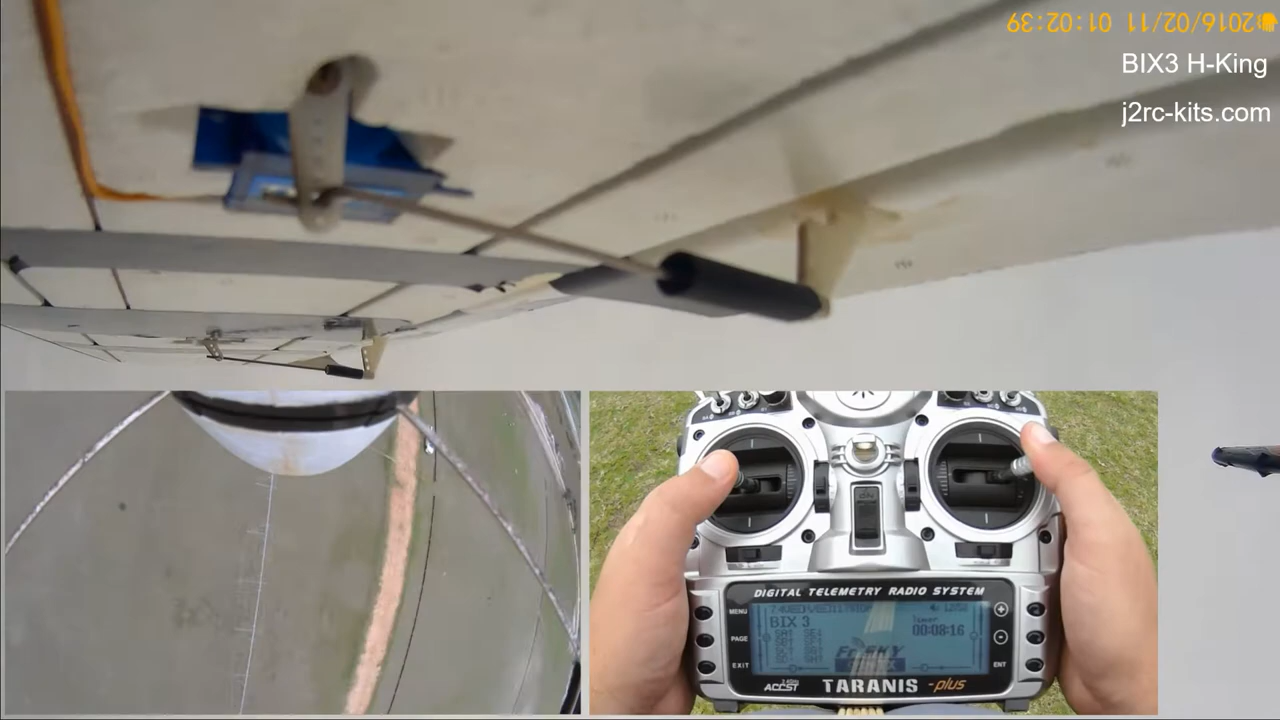 2016/02/11 01:02:39
BIX3 H-King
j2rc-kits.com
DIGITAL TELEMETRY RADIO SYSTEM
MENU
PAGE
EXIT
BIX 3
00:08:16
ENT
ACCST
TARANIS -plus